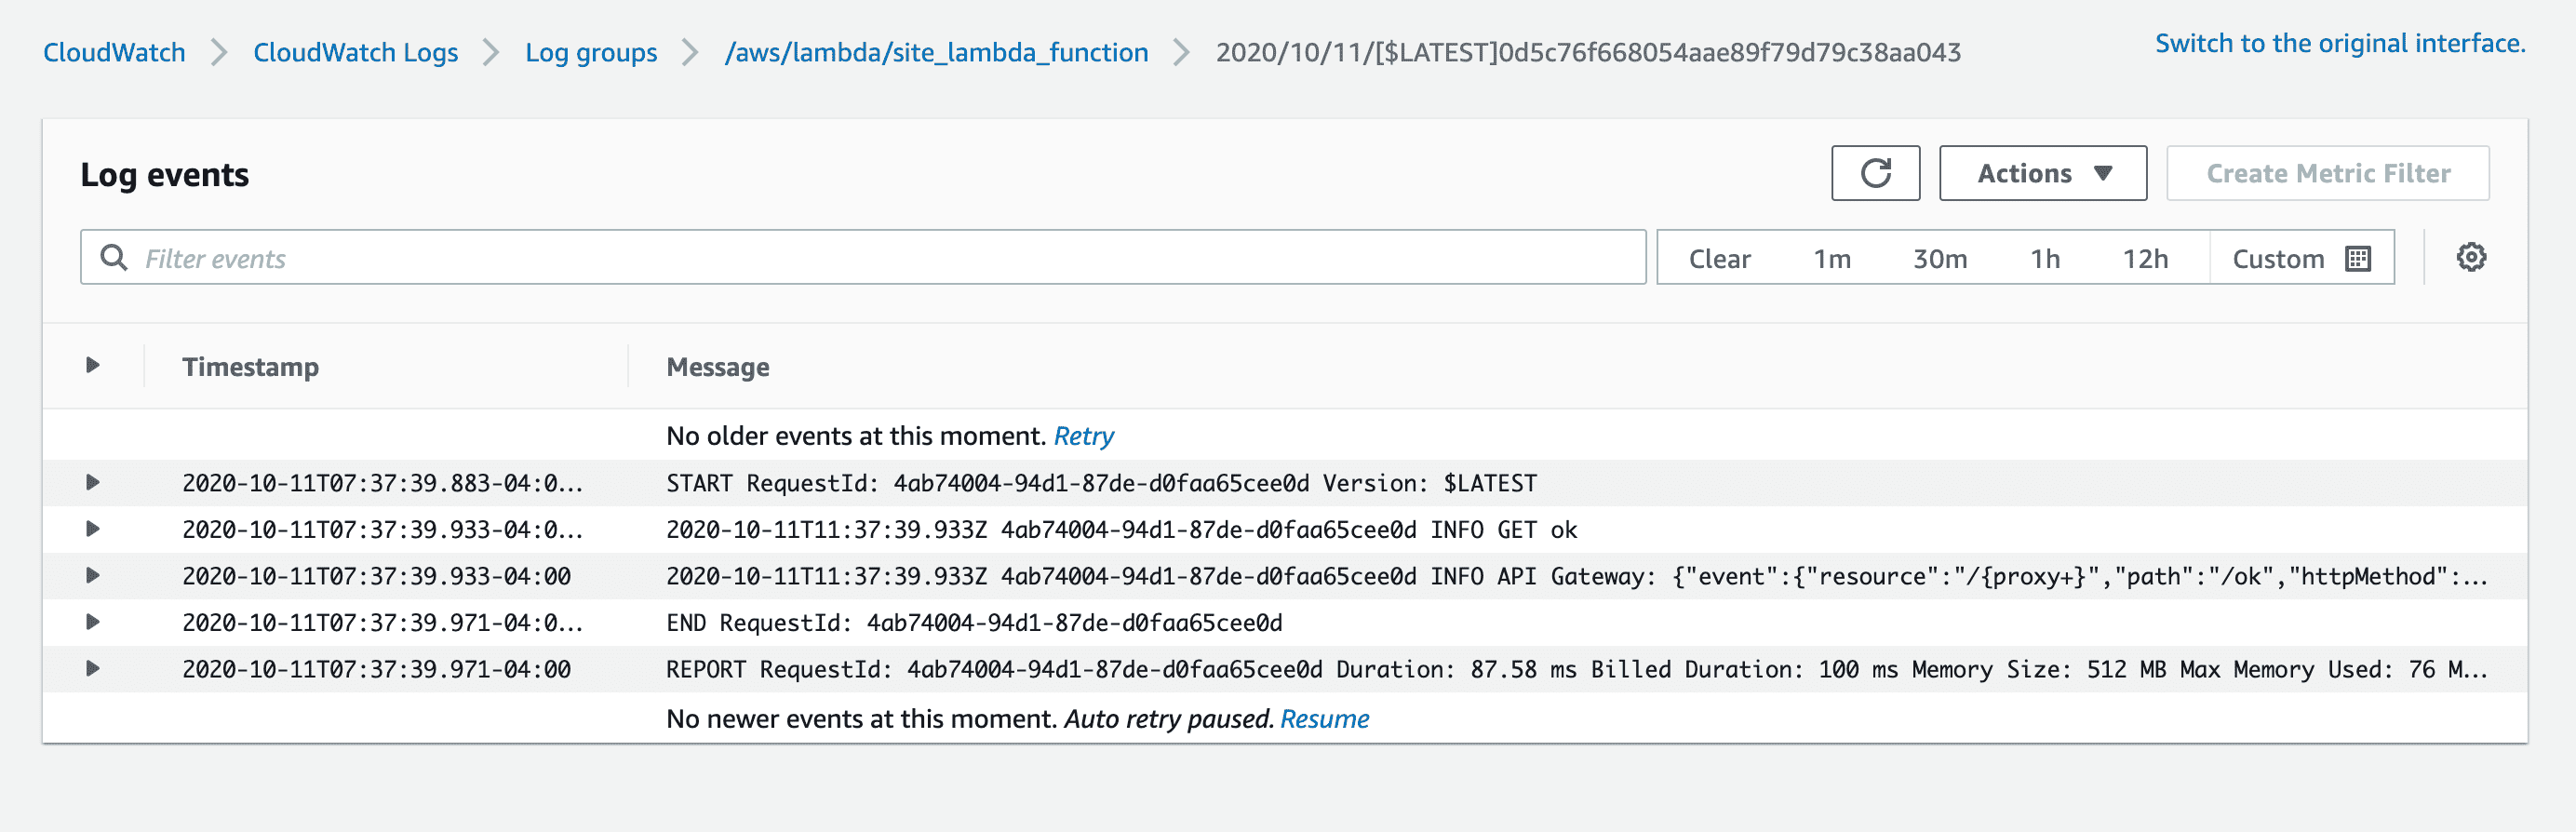 CloudWatch CloudWatch Logs Log groups /aws/lambda/site_lambda_function 2020/10/11/[$LATEST]0d5c76f668054aae89f79d79c38aa043 Switch to the original interface.
Log events Actions Create Metric Filter
Filter events Clear 1m 30m 1h 12h Custom
Timestamp Message
No older events at this moment. Retry
2020-10-11T07:37:39.883-04:0... START RequestId: 4ab74004-94d1-87de-d0faa65cee0d Version: $LATEST
2020-10-11T07:37:39.933-04:0... 2020-10-11T11:37:39.933Z 4ab74004-94d1-87de-d0faa65cee0d INFO GET ok
2020-10-11T07:37:39.933-04:00 2020-10-11T11:37:39.933Z 4ab74004-94d1-87de-d0faa65cee0d INFO API Gateway: {"event":{"resource":"/{proxy+}","path":"/ok","httpMethod":...
2020-10-11T07:37:39.971-04:0... END RequestId: 4ab74004-94d1-87de-d0faa65cee0d
2020-10-11T07:37:39.971-04:00 REPORT RequestId: 4ab74004-94d1-87de-d0faa65cee0d Duration: 87.58 ms Billed Duration: 100 ms Memory Size: 512 MB Max Memory Used: 76 M...
No newer events at this moment. Auto retry paused. Resume